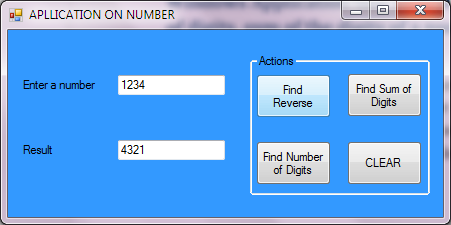 APLLICATION ON NUMBER
Enter a number
1234
Result
4321
Actions
Find
Reverse
Find Sum of
Digits
Find Number
of Digits
CLEAR